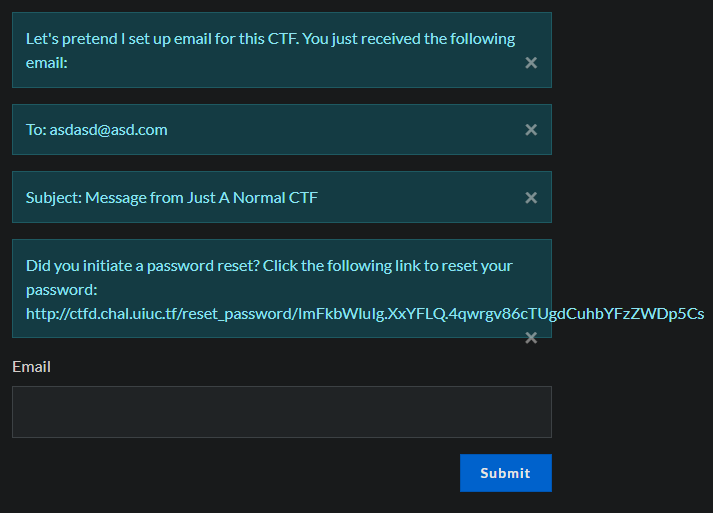 Let's pretend I set up email for this CTF. You just received the following
email:
×
To: asdasd@asd.com
×
Subject: Message from Just A Normal CTF
×
Did you initiate a password reset? Click the following link to reset your
password:
http://ctfd.chal.uiuc.tf/reset_password/ImFkbWluIg.XxYFLQ.4qwrgv86cTUgdCuhbYFzZWDp5Cs
×
Email
Submit